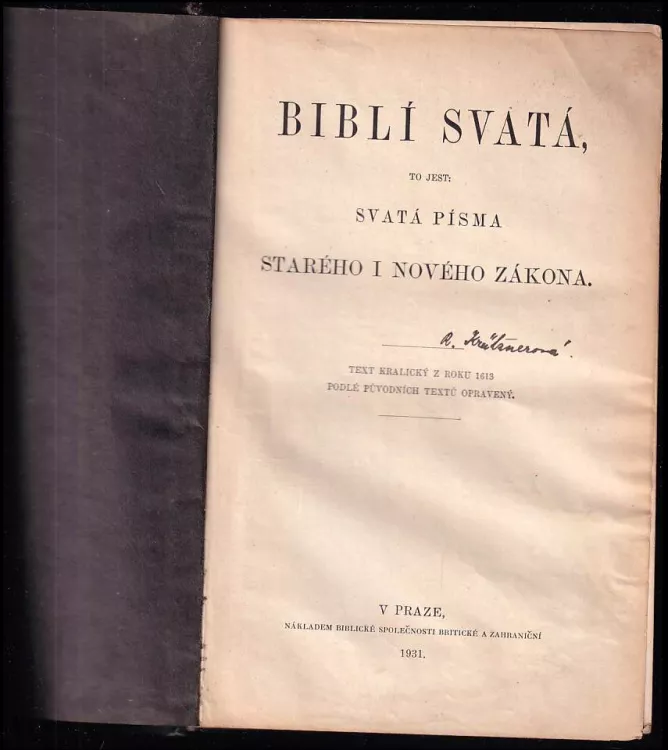 BIBLÍ SVATÁ,
TO JEST:
SVATÁ PÍSMA
STARÉHO I NOVÉHO ZÁKONA.
TEXT KRALICKÝ Z ROKU 1613
PODLÉ PŮVODNÍCH TEXTŮ OPRAVENÝ.
V PRAZE,
NÁKLADEM BIBLICKÉ SPOLEČNOSTI BRITICKÉ A ZAHRANIČNÍ
1931.